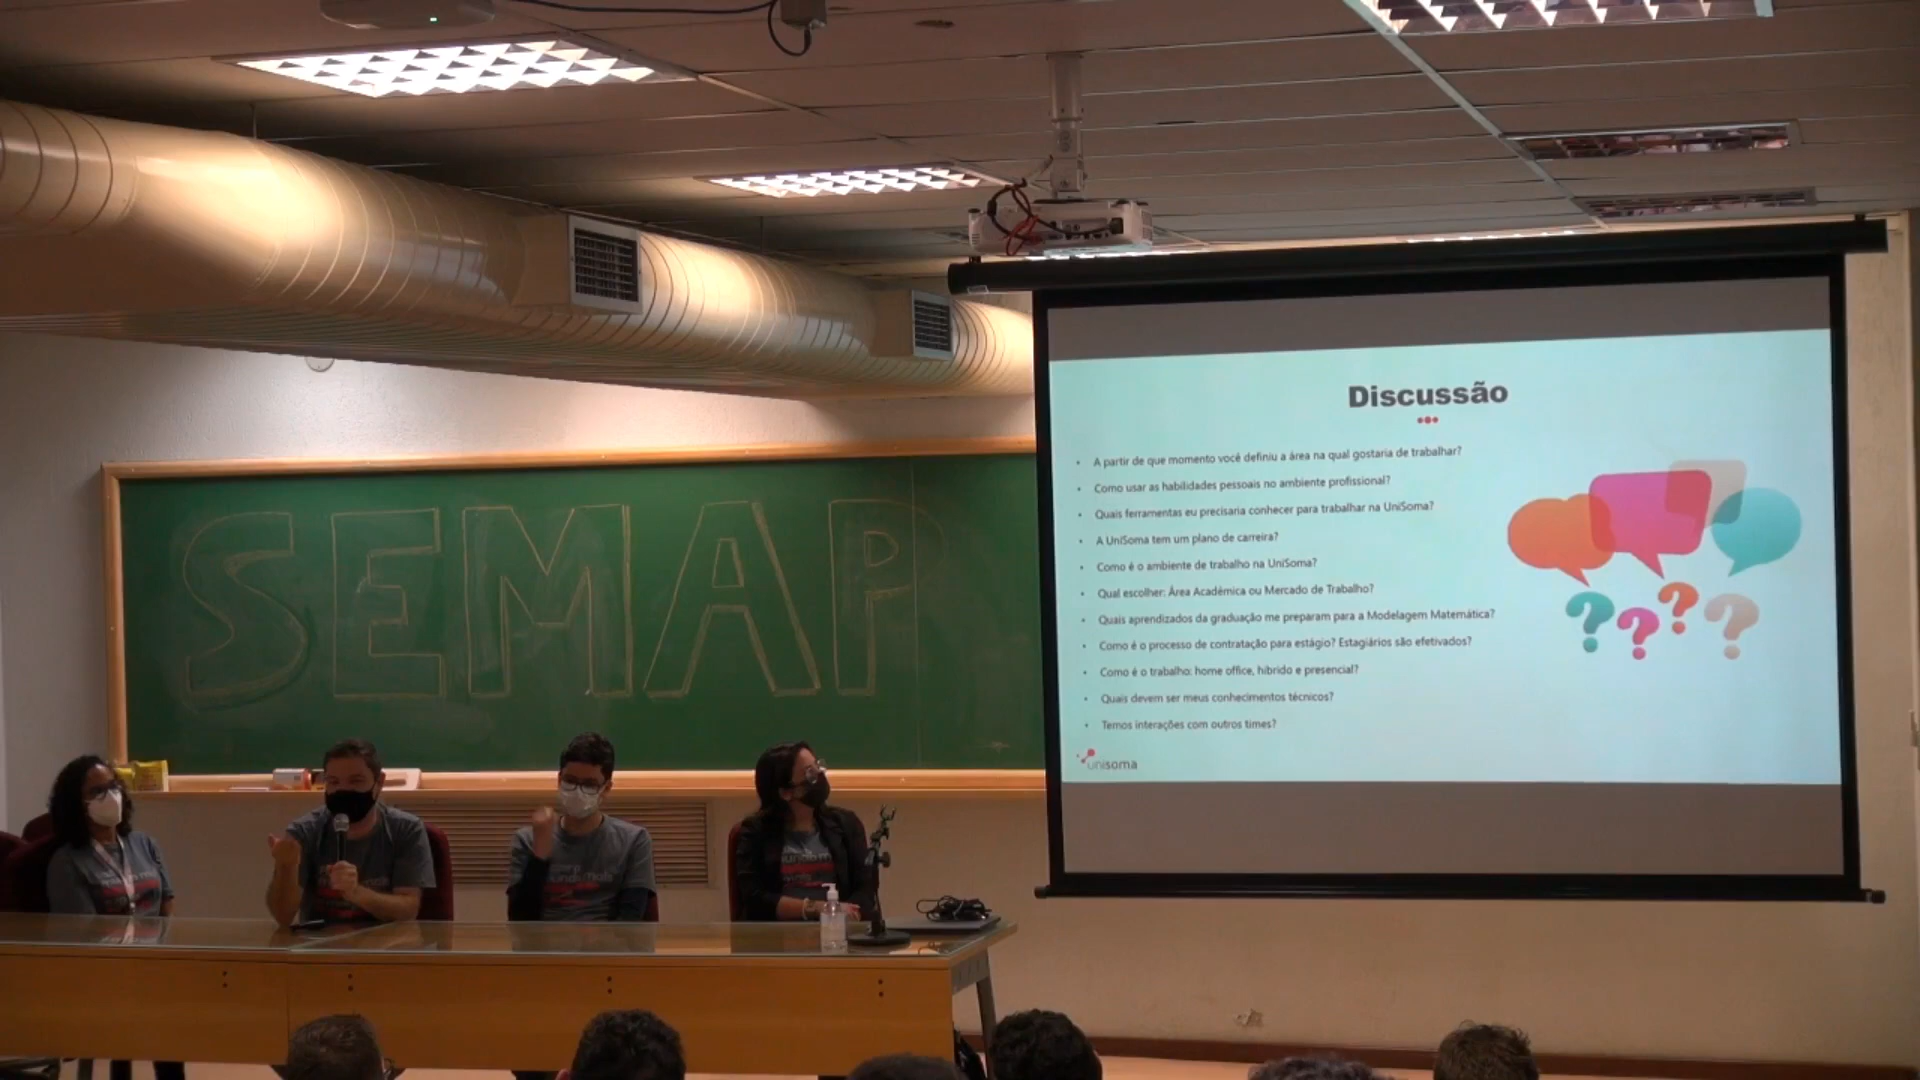 SEMAP
Discussão
• A partir de que momento você definiu a área na qual gostaria de trabalhar?
• Como usar as habilidades pessoais no ambiente profissional?
• Quais ferramentas eu precisaria conhecer para trabalhar na UniSoma?
• A UniSoma tem um plano de carreira?
• Como é o ambiente de trabalho na UniSoma?
• Qual escolher: Área Acadêmica ou Mercado de Trabalho?
• Quais aprendizados da graduação me preparam para a Modelagem Matemática?
• Como é o processo de contratação para estágio? Estagiários são efetivados?
• Como é o trabalho: home office, híbrido e presencial?
• Quais devem ser meus conhecimentos técnicos?
• Temos interações com outros times?
? ? ? ?
unisoma